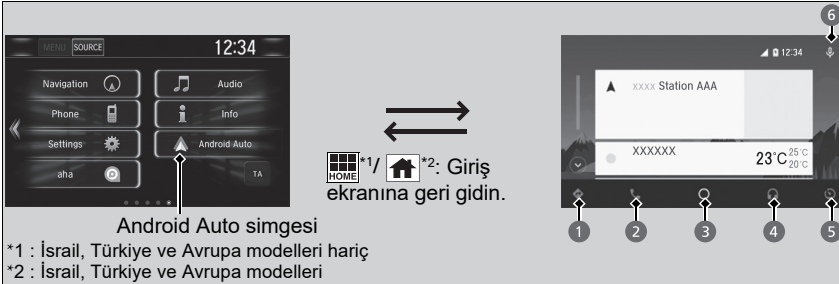 MENU SOURCE 12:34
Navigation Audio
Phone Info
Settings Android Auto
aha TA
Android Auto simgesi
*1 : İsrail, Türkiye ve Avrupa modelleri hariç
*2 : İsrail, Türkiye ve Avrupa modelleri
HOME *1/ *2: Giriş
ekranına geri gidin.
6
12:34
xxxx Station AAA
XXXXXX 23°C 25°C
20°C
1 2 3 4 5